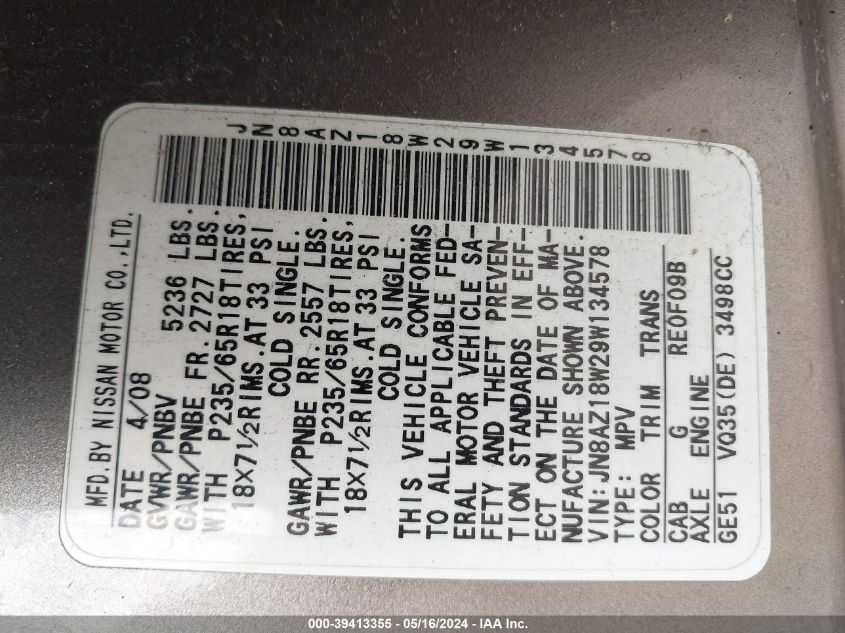 JN8AZ18W29W134578
MFD. BY NISSAN MOTOR CO.,LTD.
DATE 4/08
GVWR/PNBV 5236 LBS.
GAWR/PNBE FR. 2727 LBS.
WITH P235/65R18TIRES,
18×7½RIMS.AT 33 PSI
COLD SINGLE.
GAWR/PNBE RR. 2557 LBS.
WITH P235/65R18TIRES,
18×7½RIMS.AT 33 PSI
COLD SINGLE.
THIS VEHICLE CONFORMS
TO ALL APPLICABLE FED-
ERAL MOTOR VEHICLE SA-
FETY AND THEFT PREVEN-
TION STANDARDS IN EFF-
ECT ON THE DATE OF MA-
NUFACTURE SHOWN ABOVE.
VIN: JN8AZ18W29W134578
TYPE: MPV
COLOR TRIM TRANS
CAB G RE0F09B
AXLE ENGINE
GE51 VQ35(DE) 3498CC
000-39413355 - 05/16/2024 - IAA Inc.